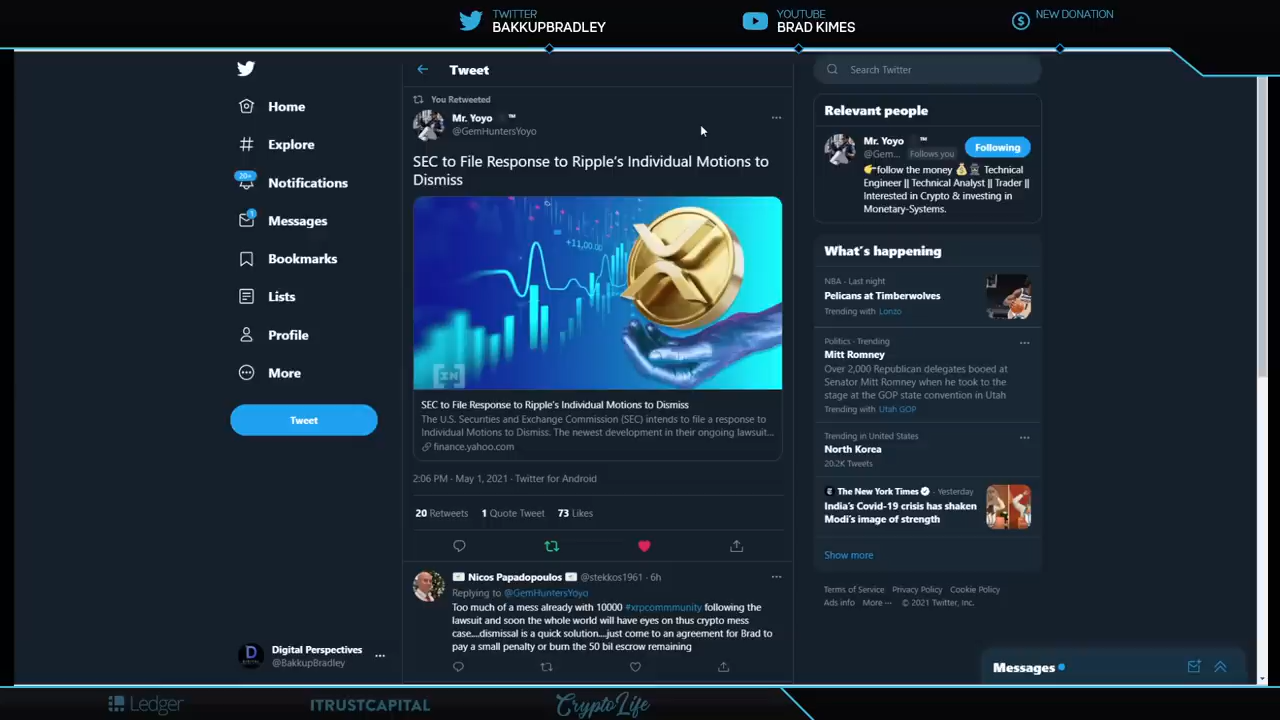 TWITTER
BAKKUPBRADLEY
YOUTUBE
BRAD KIMES
NEW DONATION
Home
Explore
20+
Notifications
1
Messages
Bookmarks
Lists
Profile
More
Tweet
Digital Perspectives
@BakkupBradley
Tweet
You Retweeted
Mr. Yoyo ™
@GemHuntersYoyo
SEC to File Response to Ripple's Individual Motions to
Dismiss
+11,00.00
SEC to File Response to Ripple's Individual Motions to Dismiss
The U.S. Securities and Exchange Commission (SEC) intends to file a response to
Individual Motions to Dismiss. The newest development in their ongoing lawsuit...
finance.yahoo.com
2:06 PM · May 1, 2021 · Twitter for Android
20 Retweets 1 Quote Tweet 73 Likes
Nicos Papadopoulos @stekkos1961 · 6h
Replying to @GemHuntersYoyo
Too much of a mess already with 10000 #xrpcommmunity following the
lawsuit and soon the whole world will have eyes on thus crypto mess
case....dismissal is a quick solution....just come to an agreement for Brad to
pay a small penalty or burn the 50 bil escrow remaining
Search Twitter
Relevant people
Mr. Yoyo ™
@Gem... Follows you
Following
👉follow the money 💰 Technical
Engineer || Technical Analyst || Trader ||
Interested in Crypto & investing in
Monetary-Systems.
What's happening
NBA · Last night
Pelicans at Timberwolves
Trending with Lonzo
Politics · Trending
Mitt Romney
Over 2,000 Republican delegates booed at
Senator Mitt Romney when he took to the
stage at the GOP state convention in Utah
Trending with Utah GOP
Trending in United States
North Korea
20.2K Tweets
The New York Times · Yesterday
India's Covid-19 crisis has shaken
Modi's image of strength
Show more
Terms of Service Privacy Policy Cookie Policy
Ads info More ··· © 2021 Twitter, Inc.
Messages
Ledger
ITRUSTCAPITAL
CRYPTOLIFE